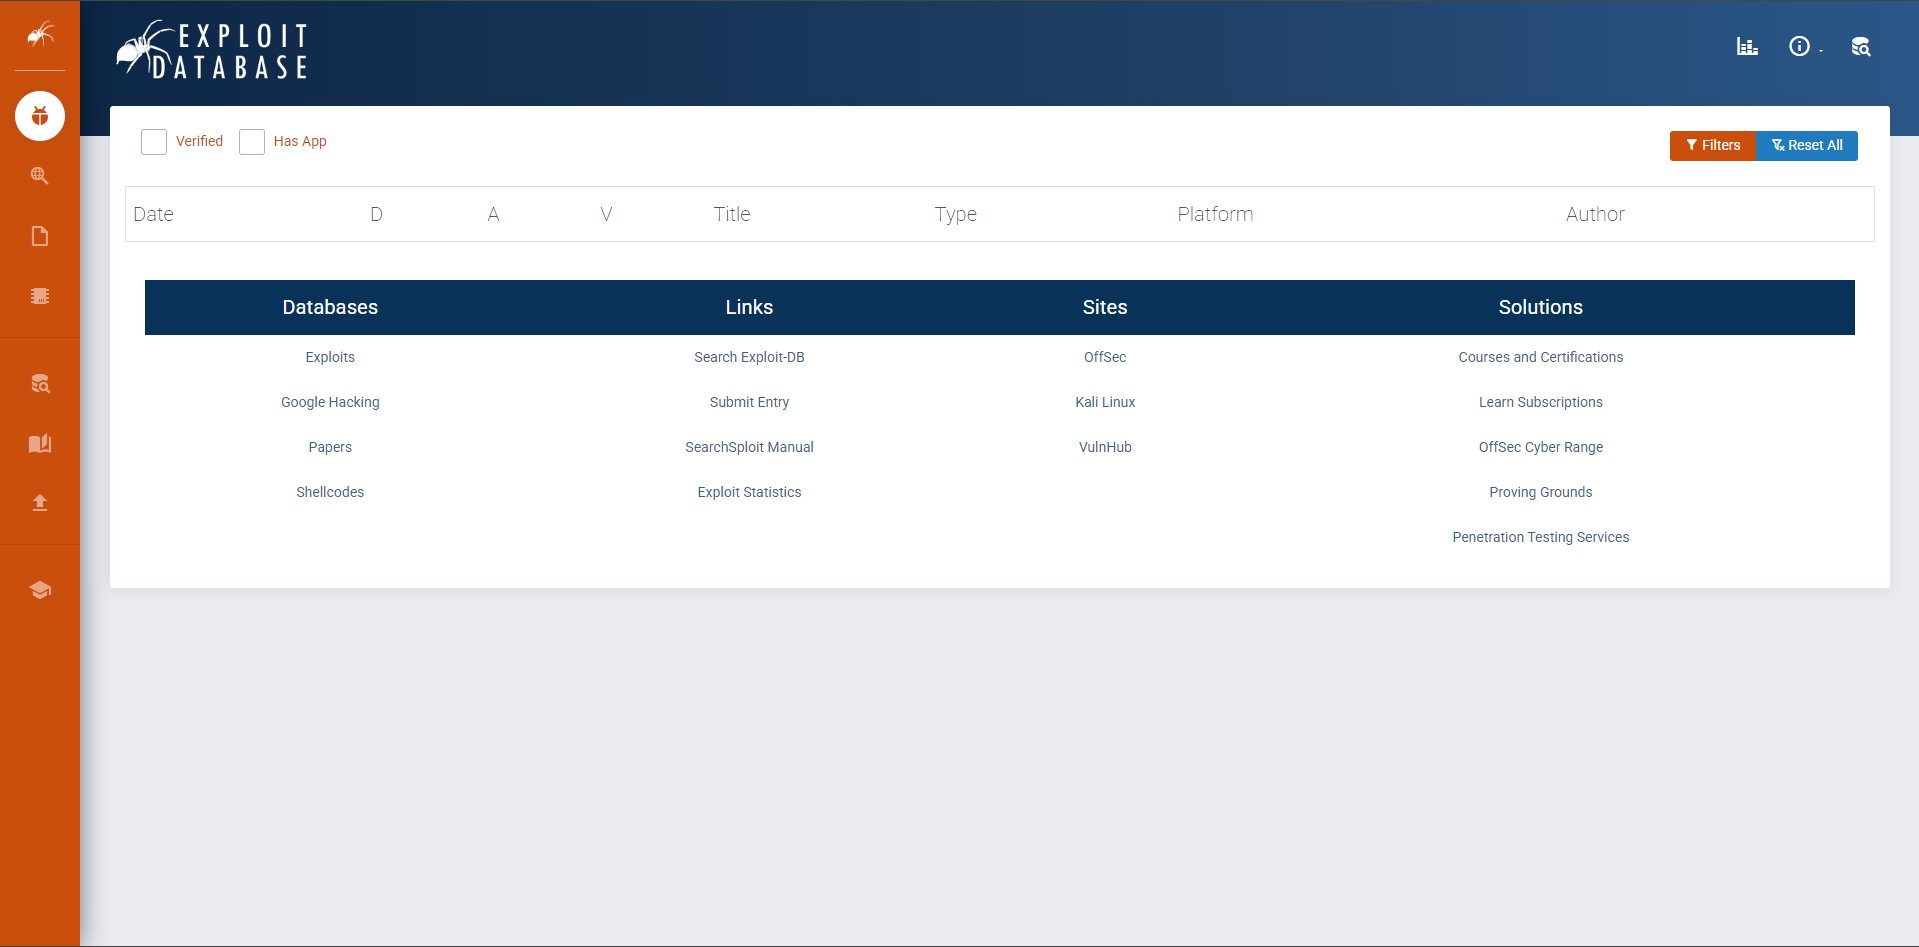 EXPLOIT
DATABASE
Verified Has App
Filters Reset All
Date D A V Title Type Platform Author
Databases Links Sites Solutions
Exploits Search Exploit-DB OffSec Courses and Certifications
Google Hacking Submit Entry Kali Linux Learn Subscriptions
Papers SearchSploit Manual VulnHub OffSec Cyber Range
Shellcodes Exploit Statistics Proving Grounds
Penetration Testing Services